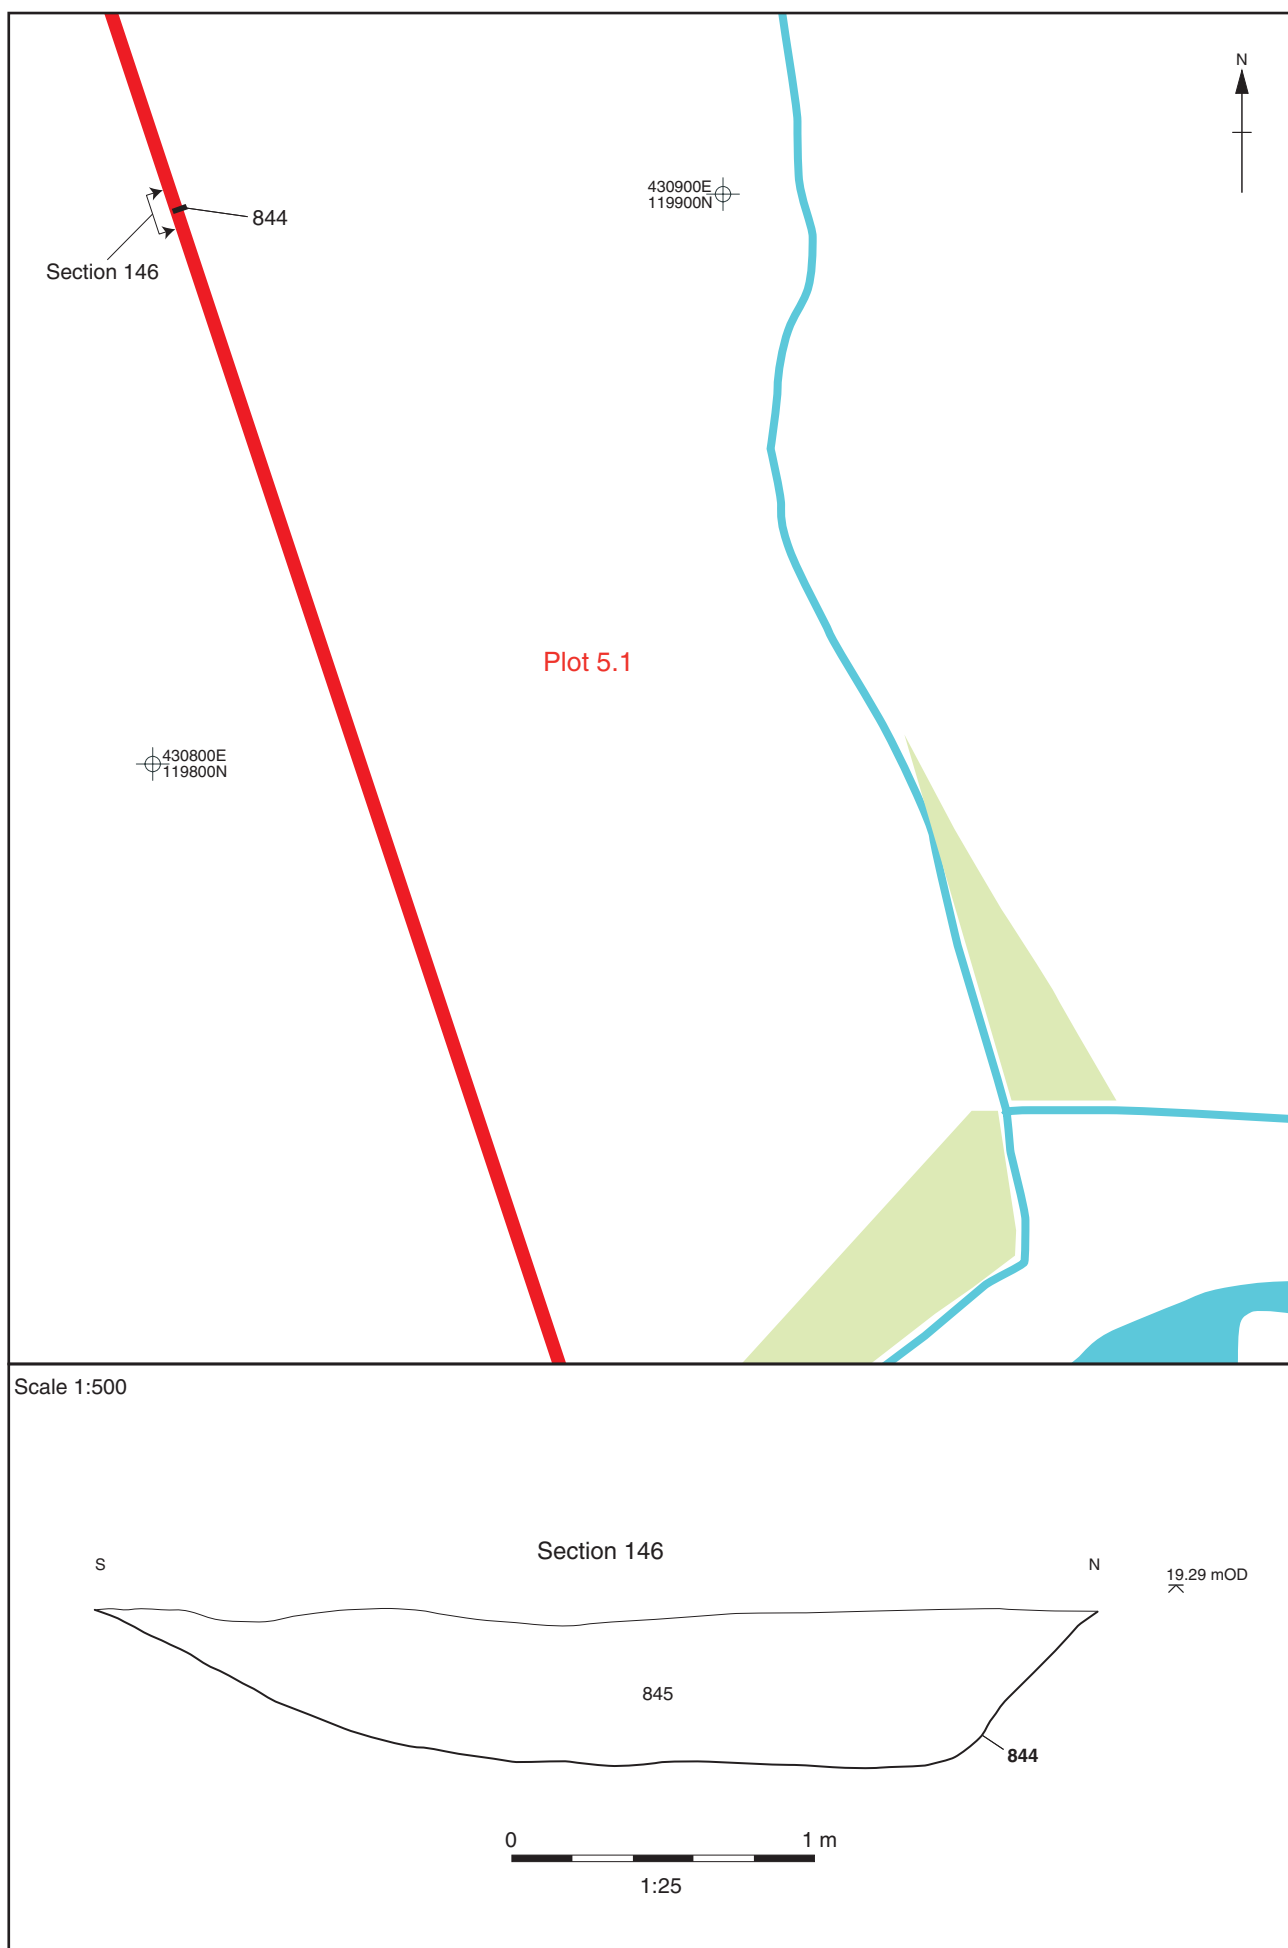 N
430900E
119900N
844
Section 146
Plot 5.1
430800E
119800N
Scale 1:500
Section 146
S
N
19.29 mOD
845
844
0
1 m
1:25